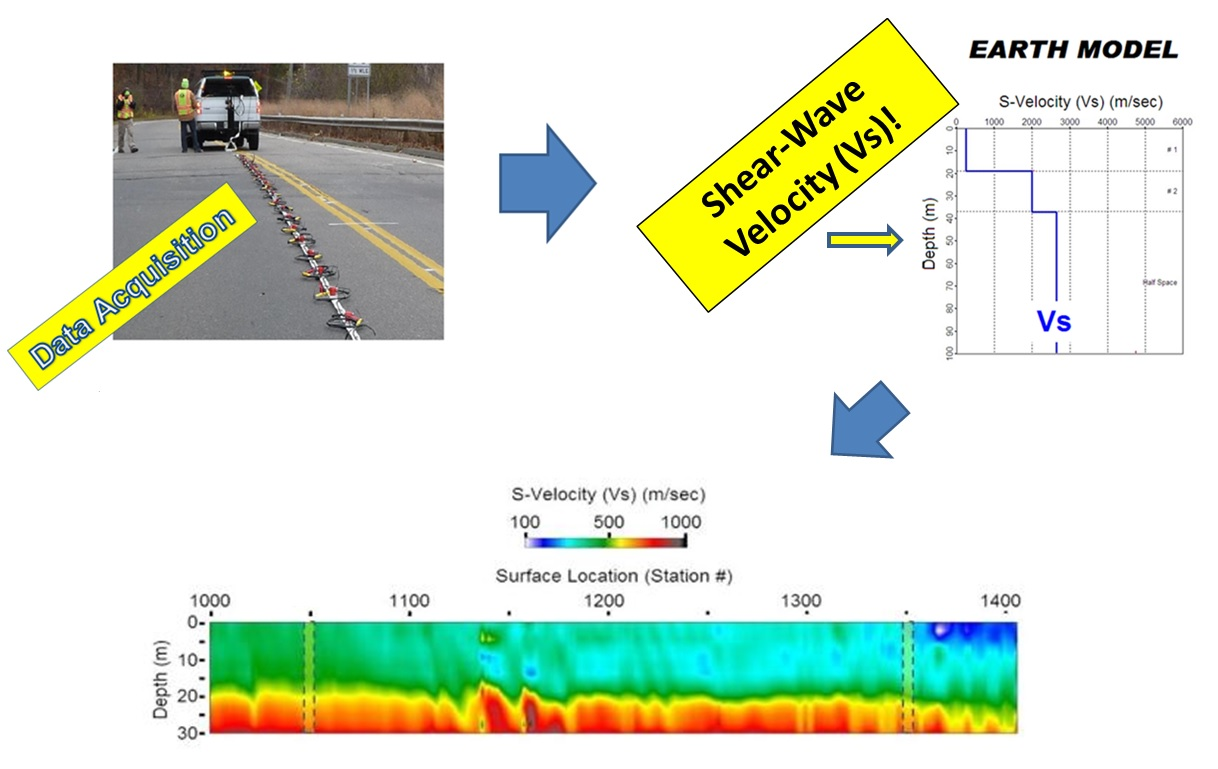 Data Acquisition
Shear-Wave
Velocity (Vs)!
EARTH MODEL
S-Velocity (Vs) (m/sec)
0 1000 2000 3000 4000 5000 6000
Depth (m)
0
10
20
30
40
50
60
70
80
90
100
# 1
# 2
Half Space
Vs
S-Velocity (Vs) (m/sec)
100 500 1000
Surface Location (Station #)
1000 1100 1200 1300 1400
Depth (m)
0
10
20
30